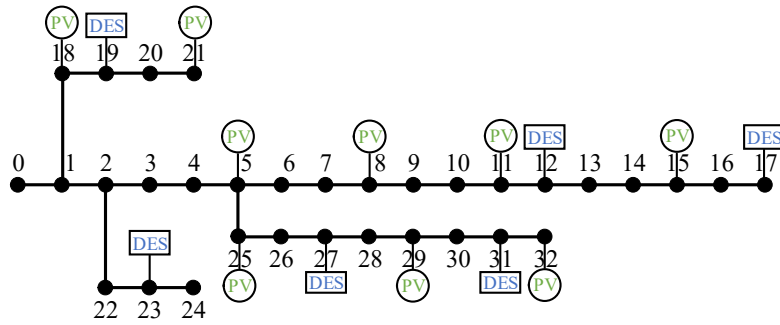 PV DES PV
18 19 20 21
PV PV PV DES PV DES
0 1 2 3 4 5 6 7 8 9 10 11 12 13 14 15 16 17
DES
25 26 27 28 29 30 31 32
PV DES PV DES PV
22 23 24